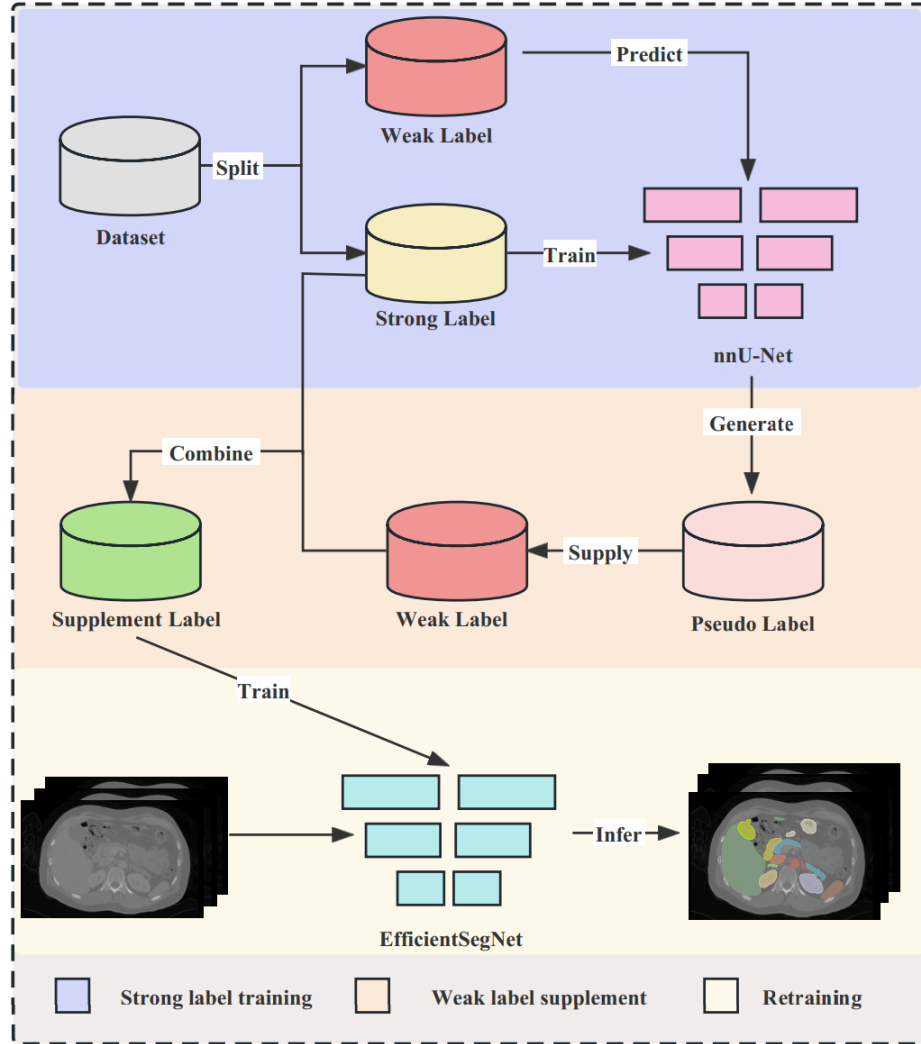 Predict
Weak Label
Split
Dataset
Train
Strong Label
nnU-Net
Generate
Combine
Supply
Supplement Label
Weak Label
Pseudo Label
Train
Infer
EfficientSegNet
Strong label training
Weak label supplement
Retraining